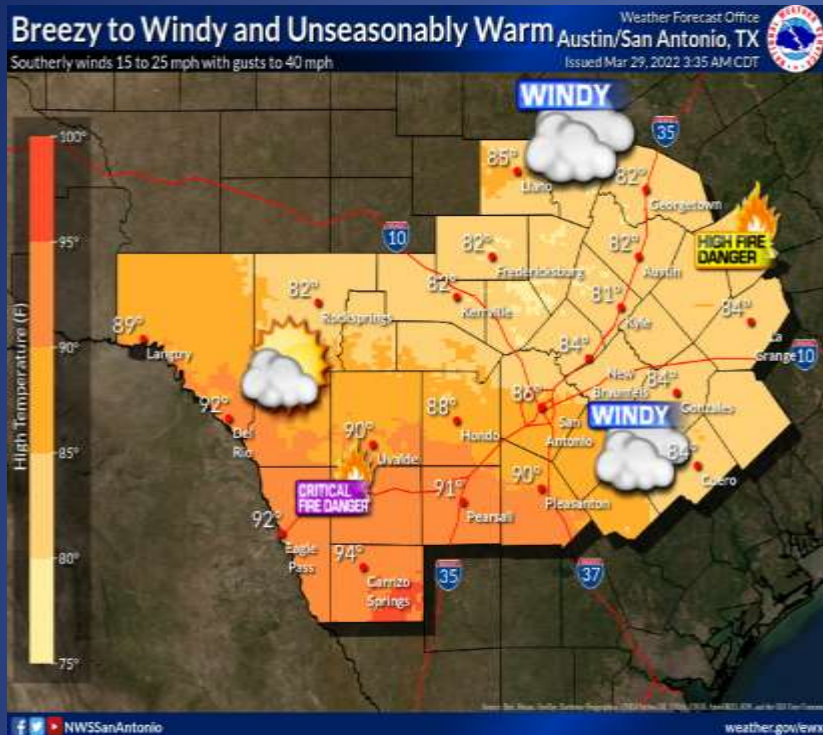 Breezy to Windy and Unseasonably Warm
Southerly winds 15 to 25 mph with gusts to 40 mph
Weather Forecast Office
Austin/San Antonio, TX
Issued Mar 29, 2022 3:35 AM CDT
High Temperature (F)
100°
95°
90°
85°
80°
75°
WINDY
35
85°
Llano
82°
Georgetown
HIGH FIRE
DANGER
10
82°
Fredericksburg
82°
Austin
82°
Kerrville
82°
Rocksprings
81°
Kyle
84°
La
Grange
89°
Langtry
84°
New
Braunfels
10
84°
Gonzales
92°
Del
Rio
90°
Uvalde
88°
Hondo
86°
San
Antonio
WINDY
84°
Cuero
CRITICAL
FIRE DANGER
91°
Pearsall
90°
Pleasanton
92°
Eagle
Pass
94°
Carrizo
Springs
35
37
NWSSanAntonio
weather.gov/ewx